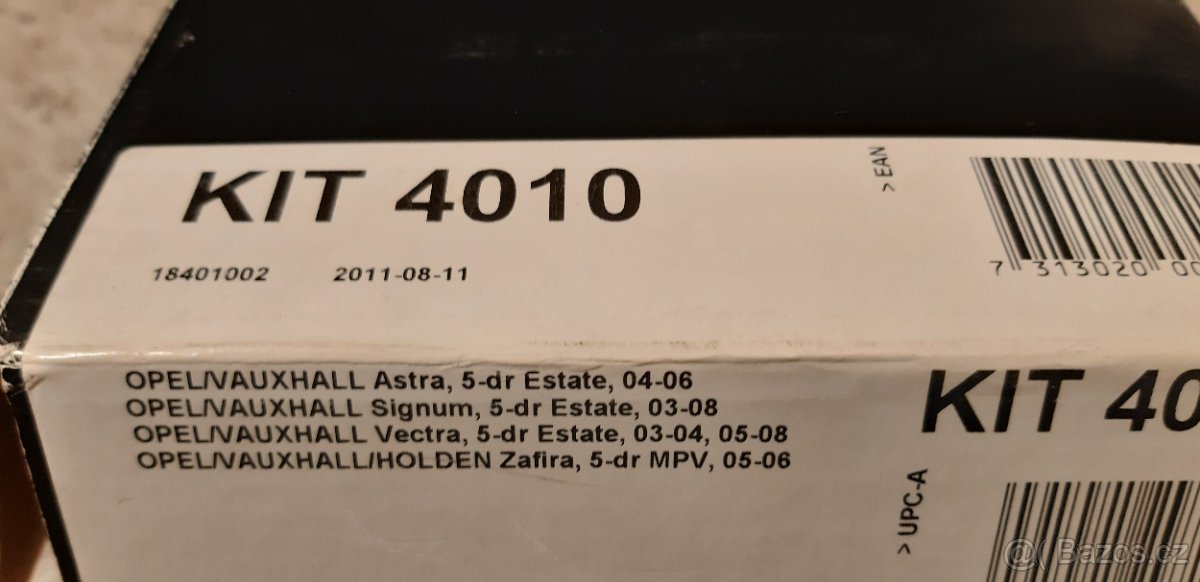 KIT 4010
> EAN
18401002 2011-08-11
7 313020 00
OPEL/VAUXHALL Astra, 5-dr Estate, 04-06
OPEL/VAUXHALL Signum, 5-dr Estate, 03-08
OPEL/VAUXHALL Vectra, 5-dr Estate, 03-04, 05-08
OPEL/VAUXHALL/HOLDEN Zafira, 5-dr MPV, 05-06
KIT 40
> UPC-A
@( Bazos.cz